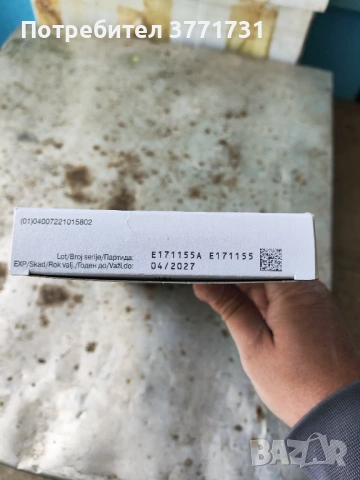 Потребител 3771731
(01)04007221015802
Lot/Broj serije/Партида: E171155A E171155
EXP/Skad/Rok valj./Годен до/Važi do: 04/2027
BAZAR